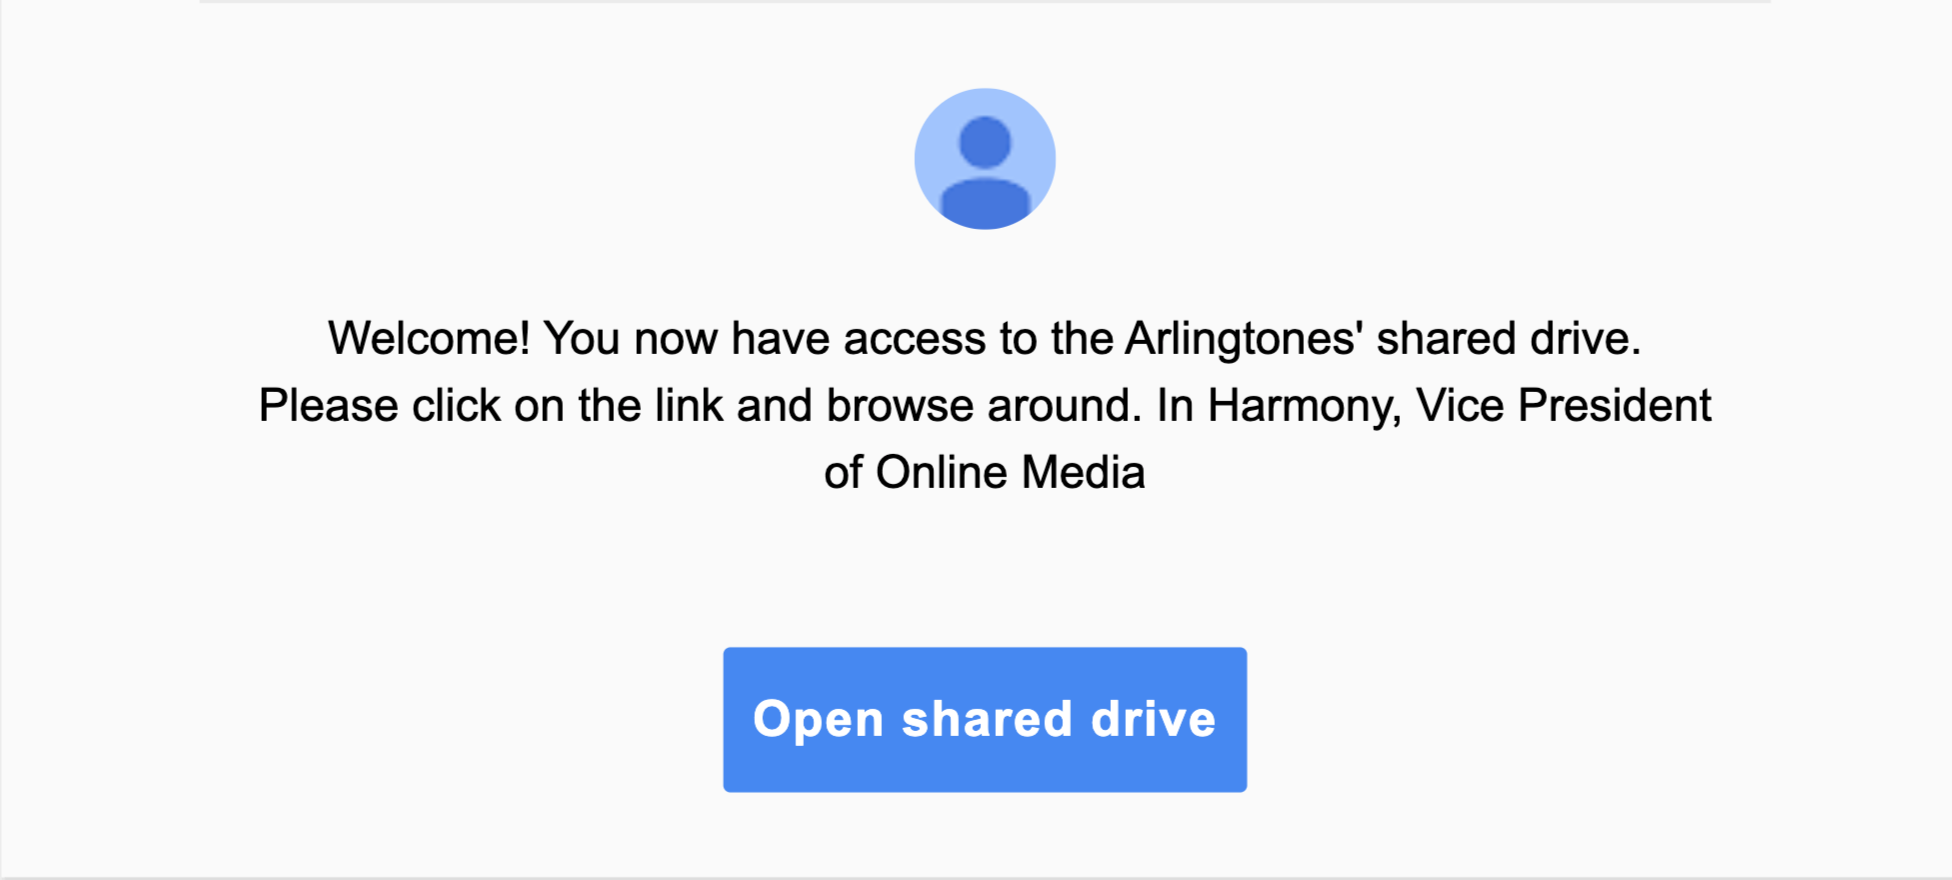 Welcome! You now have access to the Arlingtones' shared drive.
Please click on the link and browse around. In Harmony, Vice President
of Online Media
Open shared drive